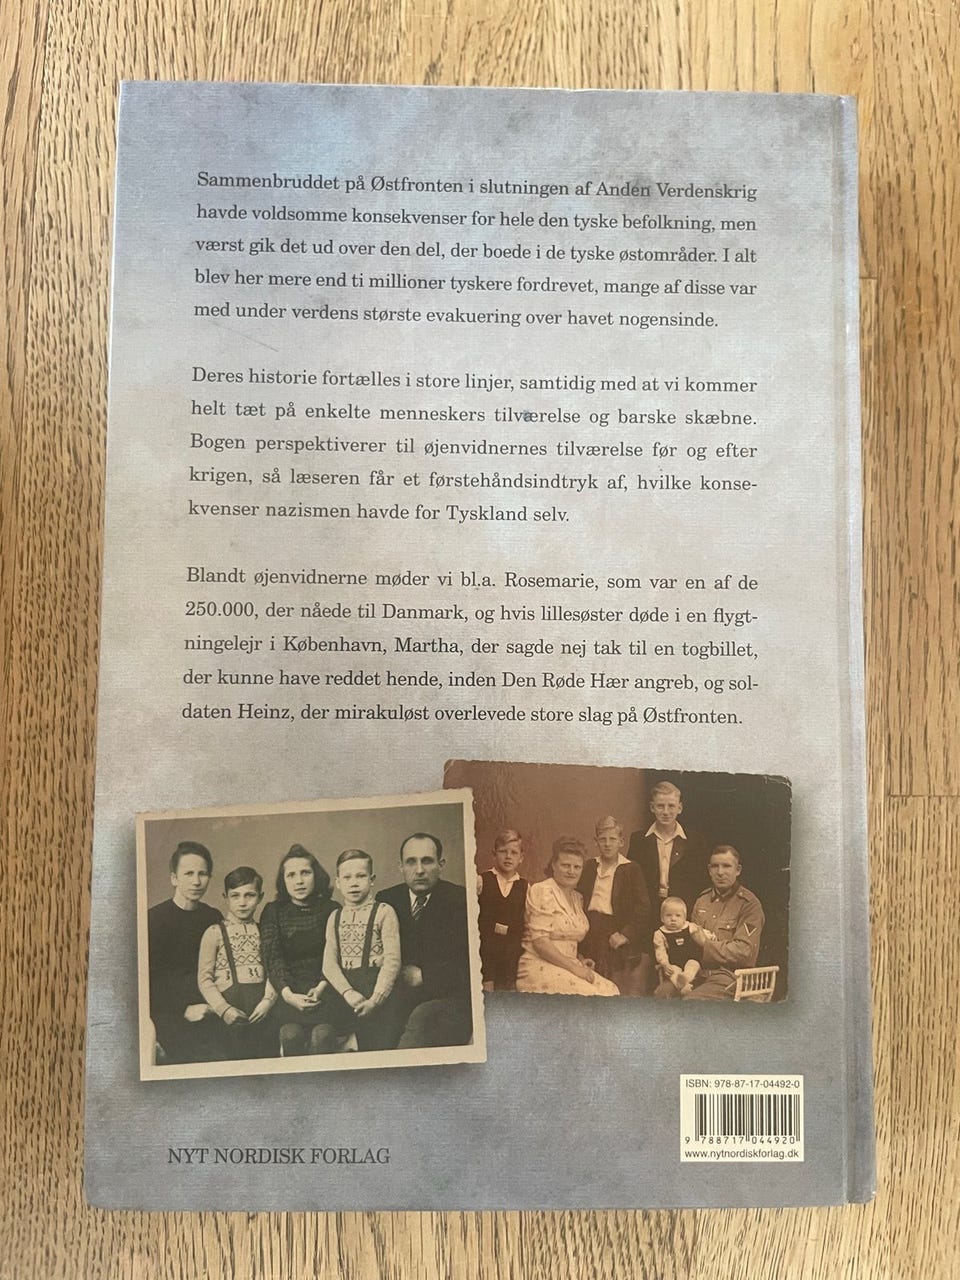 Sammenbruddet på Østfronten i slutningen af Anden Verdenskrig
havde voldsomme konsekvenser for hele den tyske befolkning, men
værst gik det ud over den del, der boede i de tyske østområder. I alt
blev her mere end ti millioner tyskere fordrevet, mange af disse var
med under verdens største evakuering over havet nogensinde.
Deres historie fortælles i store linjer, samtidig med at vi kommer
helt tæt på enkelte menneskers tilværelse og barske skæbne.
Bogen perspektiverer til øjenvidnernes tilværelse før og efter
krigen, så læseren får et førstehåndsindtryk af, hvilke konse-
kvenser nazismen havde for Tyskland selv.
Blandt øjenvidnerne møder vi bl.a. Rosemarie, som var en af de
250.000, der nåede til Danmark, og hvis lillesøster døde i en flygt-
ningelejr i København, Martha, der sagde nej tak til en togbillet,
der kunne have reddet hende, inden Den Røde Hær angreb, og sol-
daten Heinz, der mirakuløst overlevede store slag på Østfronten.
ISBN: 978-87-17-04492-0
9 788717 044920
www.nytnordiskforlag.dk
NYT NORDISK FORLAG